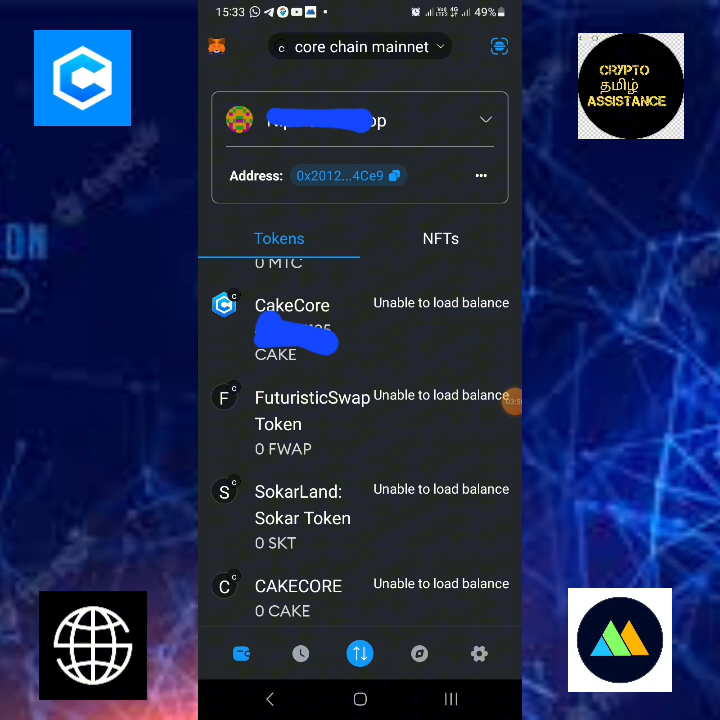 15:33
49%
core chain mainnet
op
Address: 0x2012...4Ce9
Tokens
NFTs
0 MTC
CakeCore
Unable to load balance
CAKE
FuturisticSwap
Unable to load balance
Token
0 FWAP
SokarLand:
Unable to load balance
Sokar Token
0 SKT
CAKECORE
Unable to load balance
0 CAKE
CRYPTO
தமிழ்
ASSISTANCE